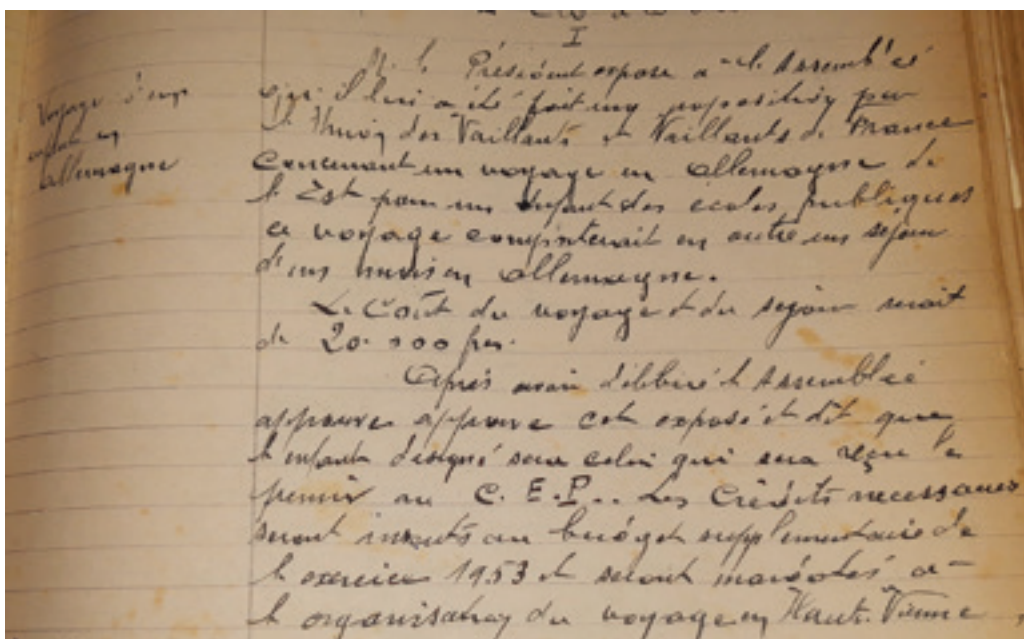 I
M. le Président expose a l'Assemblée
qu'il lui a été fait une proposition par
l'Union des Vaillants et Vaillants de France
concernant un voyage en Allemagne de
l'Est pour un enfant des écoles publiques
ce voyage consisterait en outre un séjour
d'un mois en Allemagne.
Le Coût du voyage et du séjour serait
de 20.000 frs.
Après avoir délibéré l'Assemblée
approuve approuve cet exposé et dit que
l'enfant désigné sera celui qui sera reçu le
premier au C.E.P.. Les Crédits necessaires
seront inscrits au budget supplementaire de
l'exercice 1953 et seront mandatés a
l'organisation du voyage en Haute-Vienne
Voyage d'un
enfant en
Allemagne